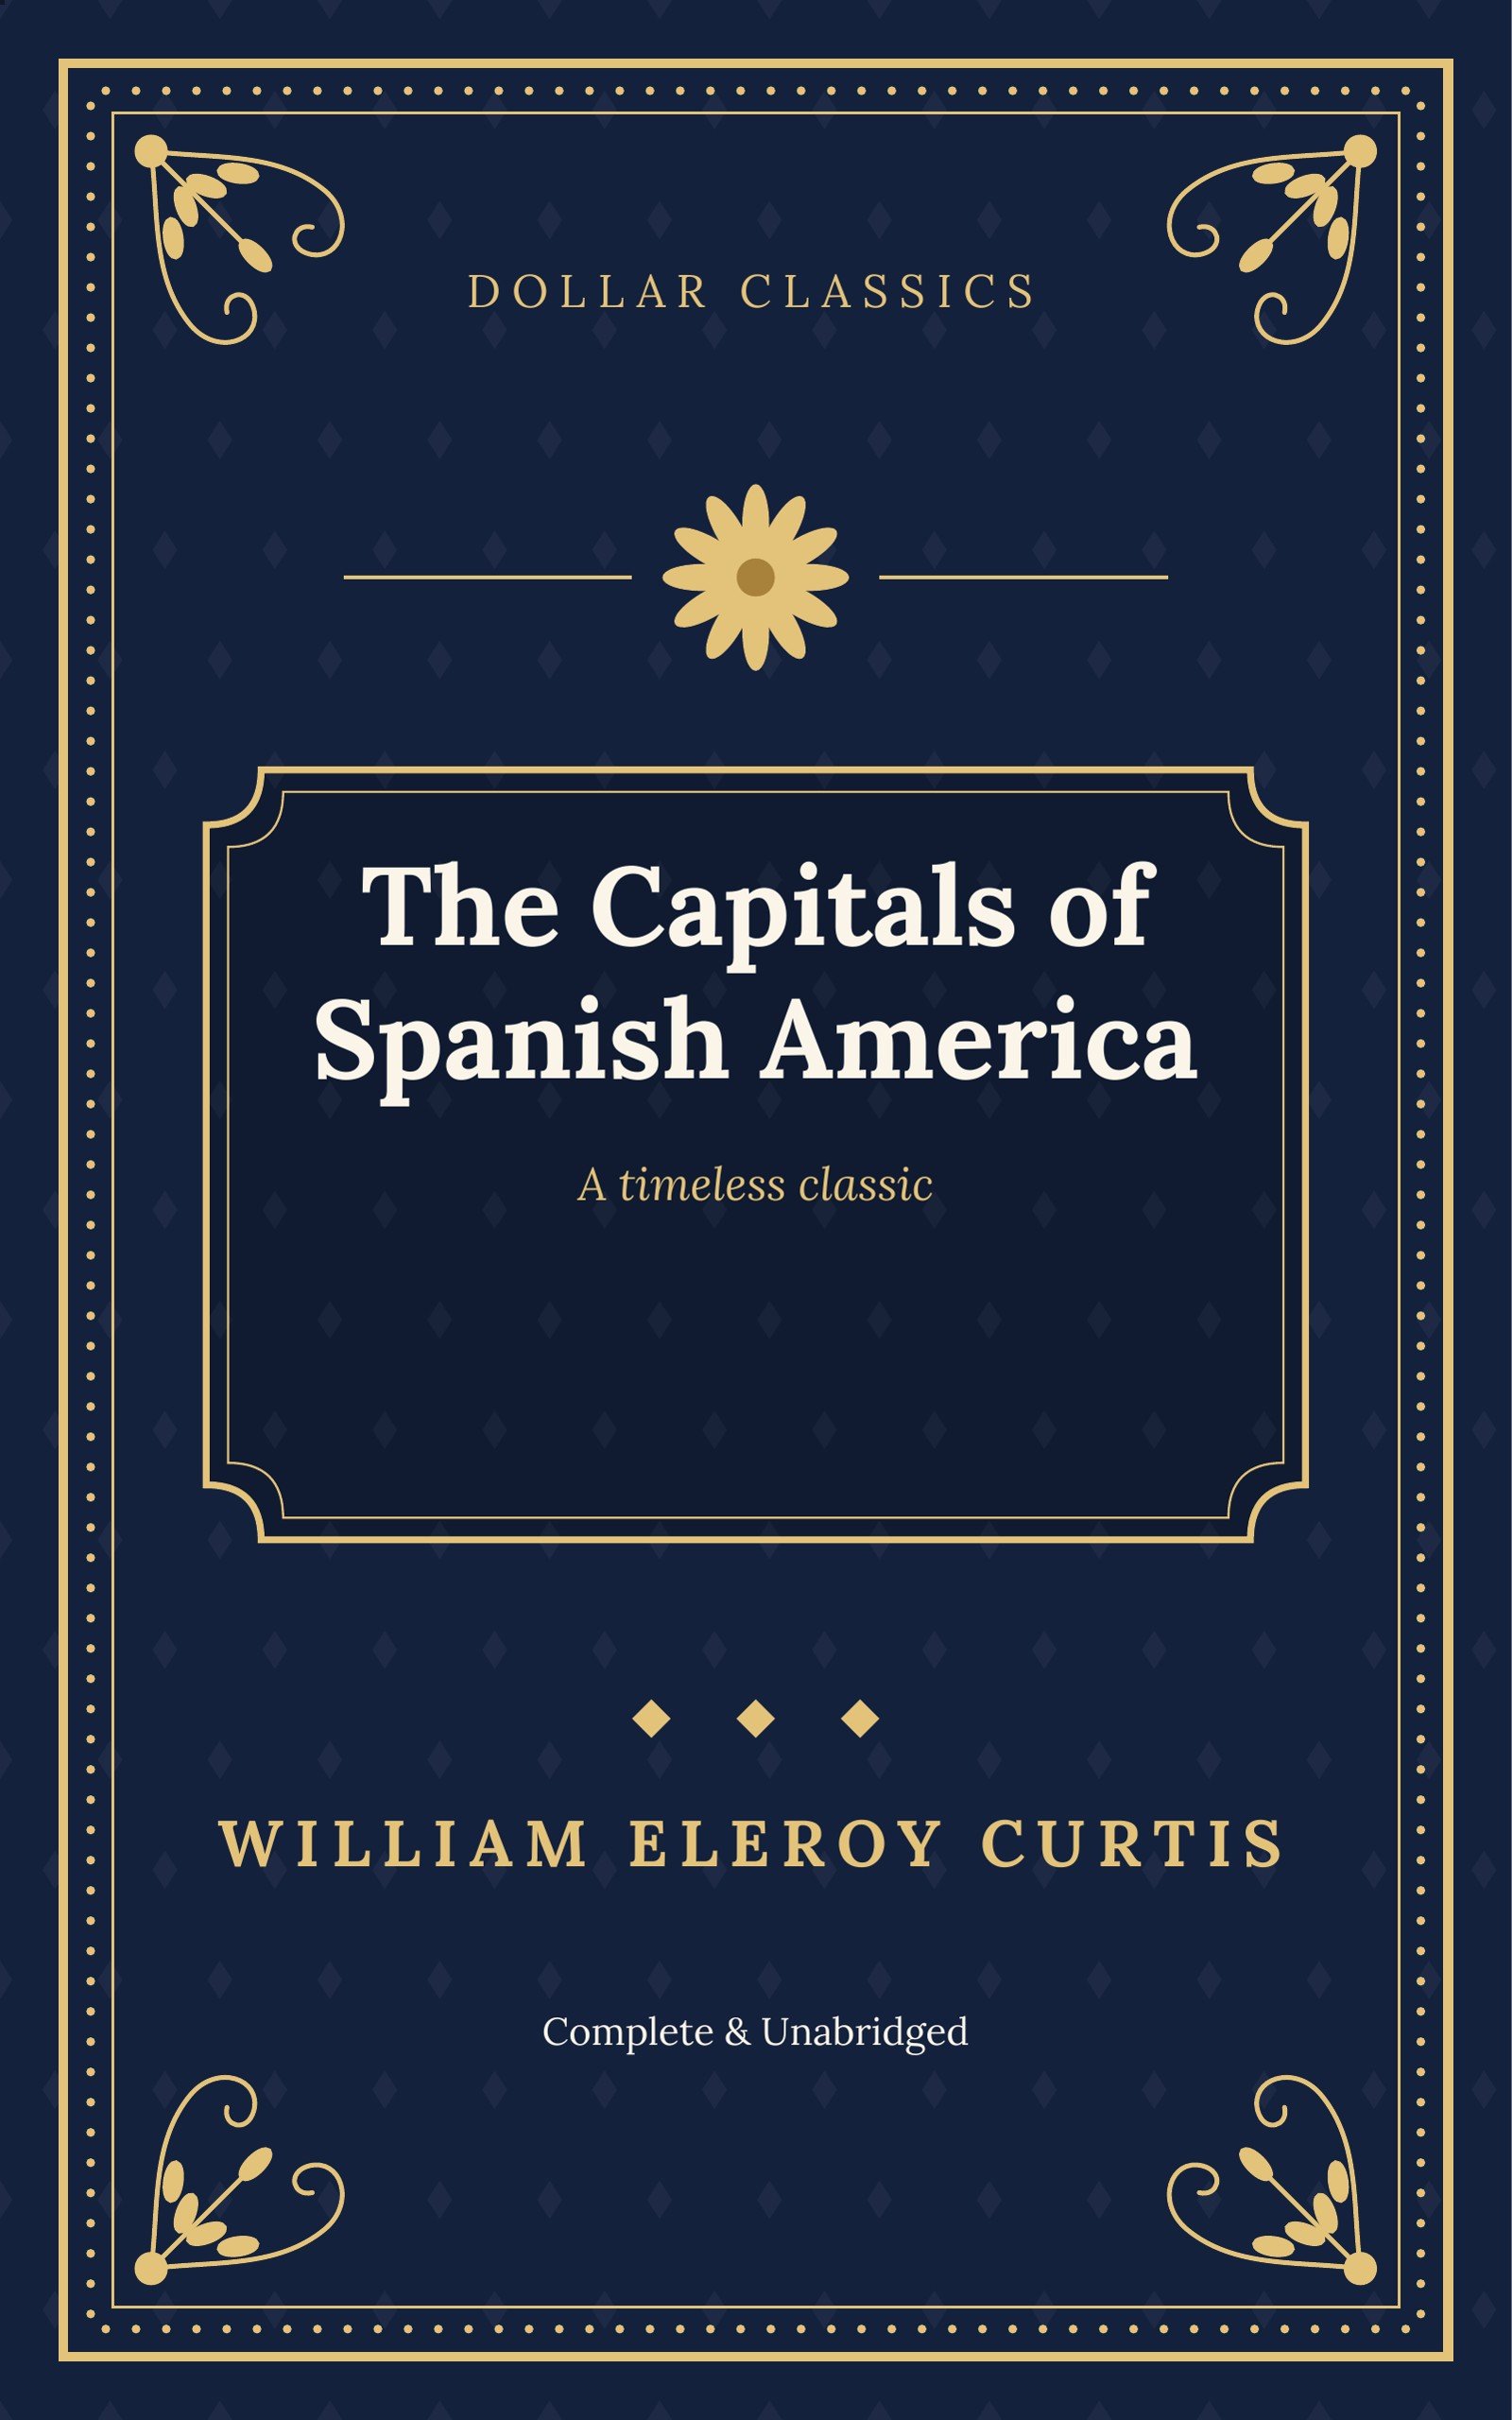 DOLLAR CLASSICS
The Capitals of
Spanish America
A timeless classic
WILLIAM ELEROY CURTIS
Complete & Unabridged